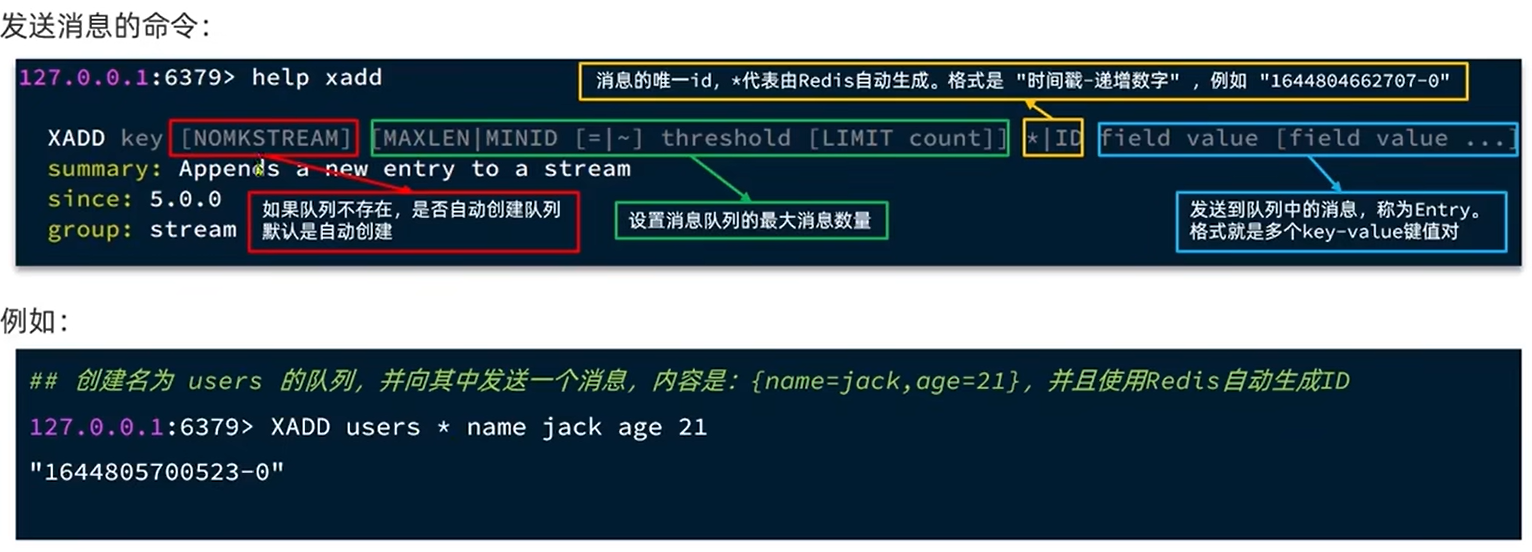 发送消息的命令：
127.0.0.1:6379> help xadd
消息的唯一id，*代表由Redis自动生成。格式是 "时间戳-递增数字" ，例如 "1644804662707-0"
XADD key [NOMKSTREAM] [MAXLEN|MINID [=|~] threshold [LIMIT count]] *|ID field value [field value ...]
summary: Appends a new entry to a stream
since: 5.0.0
group: stream
如果队列不存在，是否自动创建队列
默认是自动创建
设置消息队列的最大消息数量
发送到队列中的消息，称为Entry。
格式就是多个key-value键值对
例如：
## 创建名为 users 的队列，并向其中发送一个消息，内容是：{name=jack,age=21}，并且使用Redis自动生成ID
127.0.0.1:6379> XADD users * name jack age 21
"1644805700523-0"